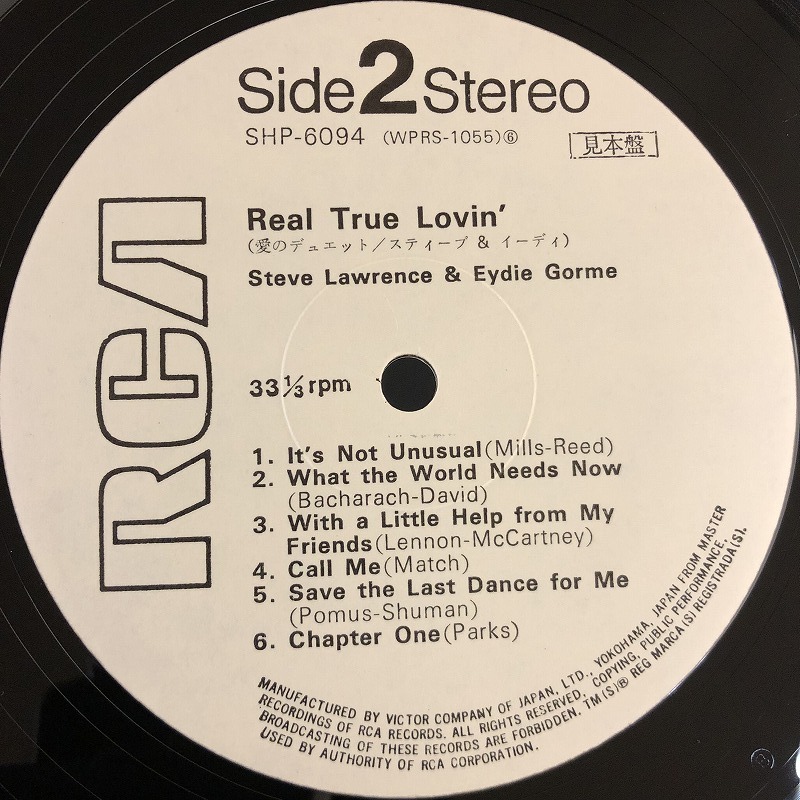 Side 2 Stereo
SHP-6094 (WPRS-1055)⑥
見本盤
RCA
Real True Lovin'
(愛のデュエット/スティーブ & イーディ)
Steve Lawrence & Eydie Gorme
33⅓rpm
1. It's Not Unusual(Mills-Reed)
2. What the World Needs Now
(Bacharach-David)
3. With a Little Help from My
Friends(Lennon-McCartney)
4. Call Me(Match)
5. Save the Last Dance for Me
(Pomus-Shuman)
6. Chapter One(Parks)
MANUFACTURED BY VICTOR COMPANY OF JAPAN, LTD., YOKOHAMA, JAPAN FROM MASTER
RECORDINGS OF RCA RECORDS. ALL RIGHTS RESERVED, COPYING, PUBLIC PERFORMANCE,
BROADCASTING OF THESE RECORDS ARE FORBIDDEN. TM(S)® REG MARCA(S) REGISTRADA(S).
USED BY AUTHORITY OF RCA CORPORATION.